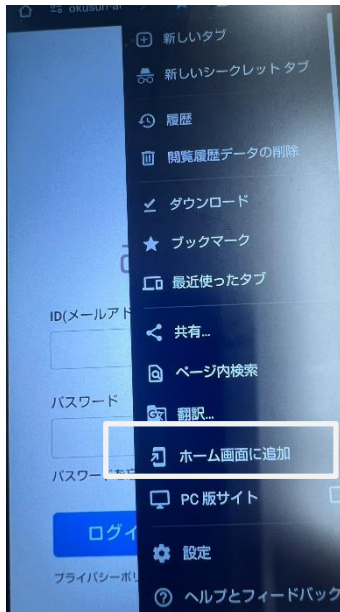 okusuri-a
新しいタブ
新しいシークレット タブ
履歴
閲覧履歴データの削除
ダウンロード
ブックマーク
最近使ったタブ
ID(メールアド
共有...
ページ内検索
パスワード
翻訳...
ホーム画面に追加
パスワードを
PC 版サイト
ログイ
設定
プライバシーポリ
ヘルプとフィードバック